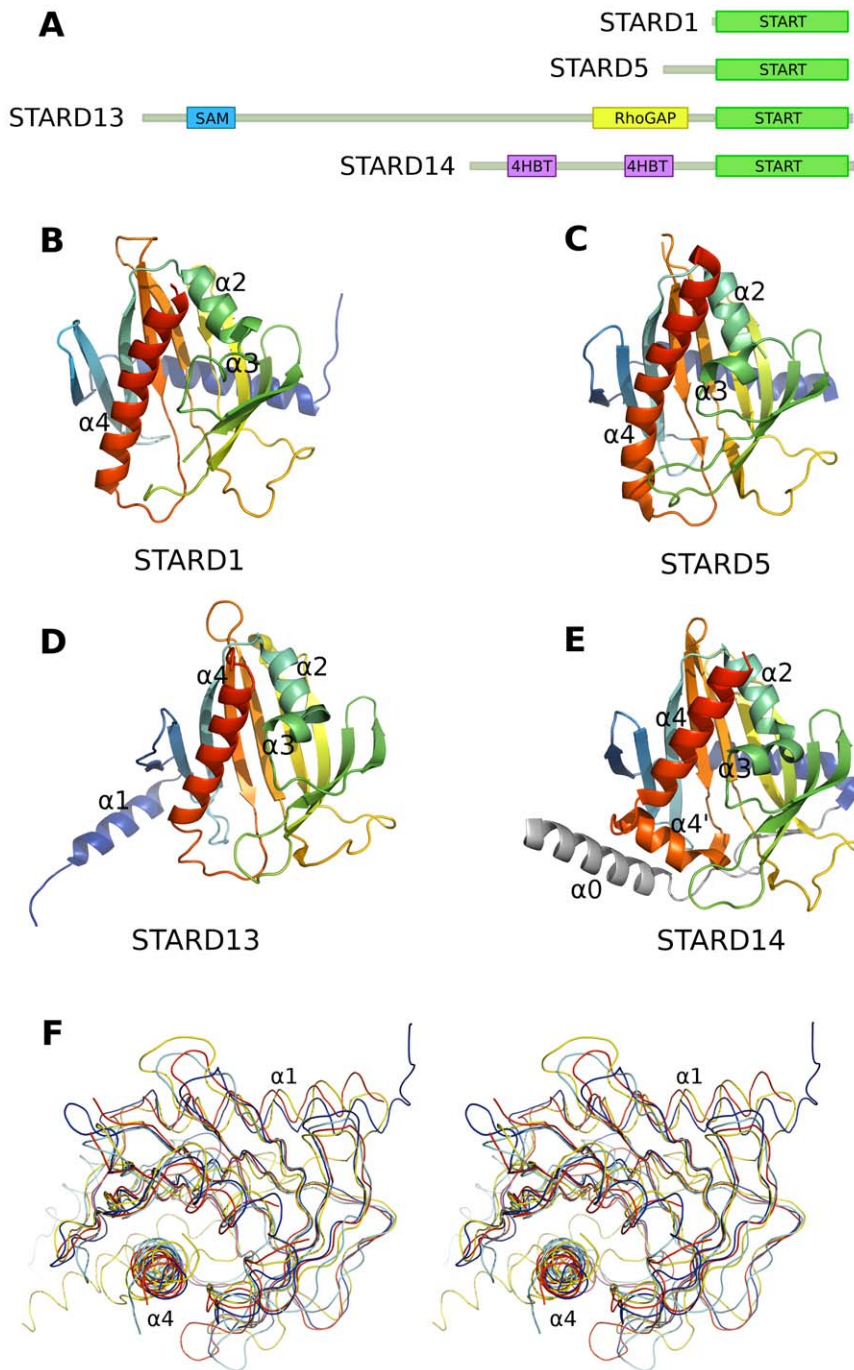 A
STARD1 START
STARD5 START
STARD13 SAM RhoGAP START
STARD14 4HBT 4HBT START
B
α2
α3
α4
STARD1
C
α2
α3
α4
STARD5
D
α4
α2
α3
α1
STARD13
E
α2
α4
α3
α4'
α0
STARD14
F
α1 α1
α4 α4